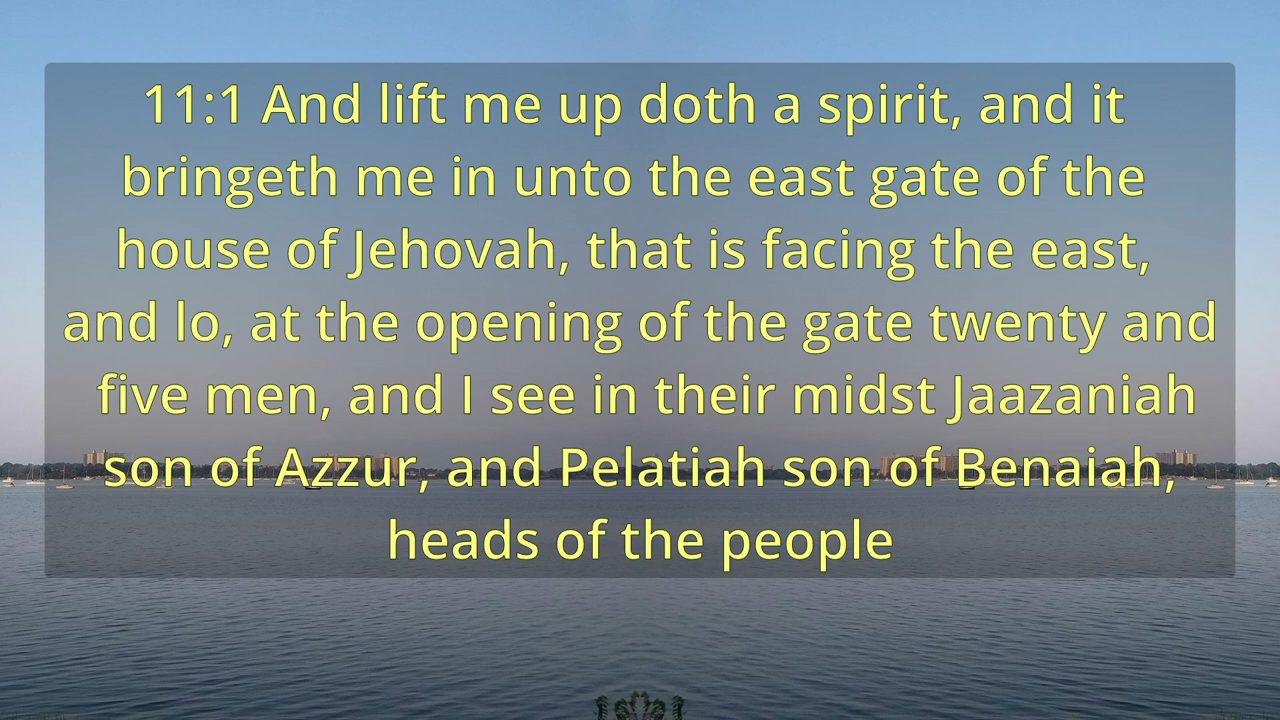 11:1 And lift me up doth a spirit, and it
bringeth me in unto the east gate of the
house of Jehovah, that is facing the east,
and lo, at the opening of the gate twenty and
five men, and I see in their midst Jaazaniah
son of Azzur, and Pelatiah son of Benaiah,
heads of the people